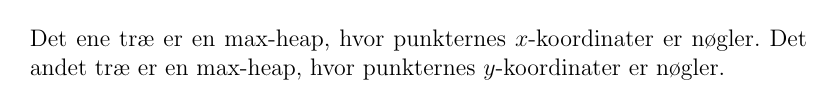 Det ene træ er en max-heap, hvor punkternes x-koordinater er nøgler. Det
andet træ er en max-heap, hvor punkternes y-koordinater er nøgler.